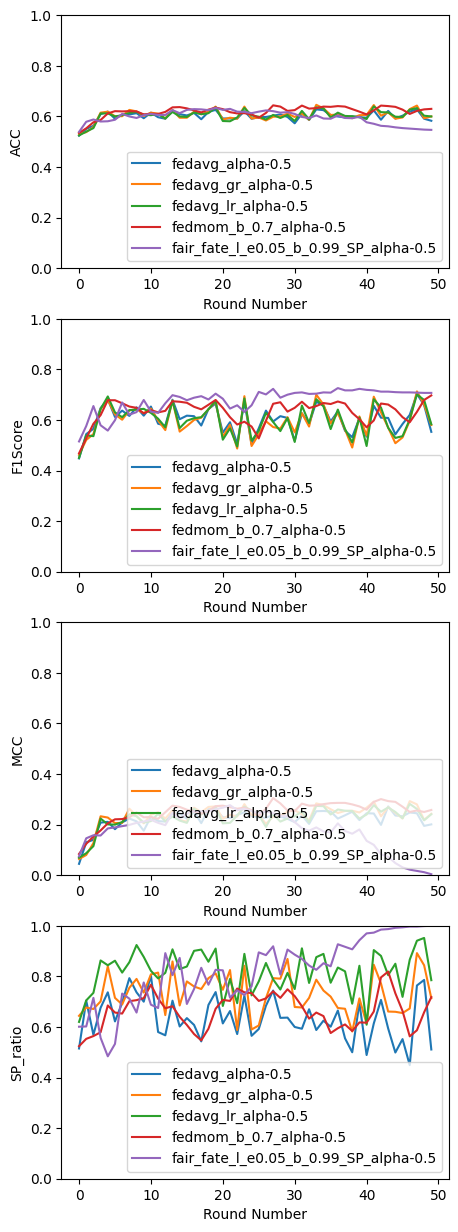 1.0
0.8
0.6
0.4
0.2
0.0
ACC
fedavg_alpha-0.5
fedavg_gr_alpha-0.5
fedavg_lr_alpha-0.5
fedmom_b_0.7_alpha-0.5
fair_fate_l_e0.05_b_0.99_SP_alpha-0.5
0 10 20 30 40 50
Round Number
1.0
0.8
0.6
0.4
0.2
0.0
F1Score
fedavg_alpha-0.5
fedavg_gr_alpha-0.5
fedavg_lr_alpha-0.5
fedmom_b_0.7_alpha-0.5
fair_fate_l_e0.05_b_0.99_SP_alpha-0.5
0 10 20 30 40 50
Round Number
1.0
0.8
0.6
0.4
0.2
0.0
MCC
fedavg_alpha-0.5
fedavg_gr_alpha-0.5
fedavg_lr_alpha-0.5
fedmom_b_0.7_alpha-0.5
fair_fate_l_e0.05_b_0.99_SP_alpha-0.5
0 10 20 30 40 50
Round Number
1.0
0.8
0.6
0.4
0.2
0.0
SP_ratio
fedavg_alpha-0.5
fedavg_gr_alpha-0.5
fedavg_lr_alpha-0.5
fedmom_b_0.7_alpha-0.5
fair_fate_l_e0.05_b_0.99_SP_alpha-0.5
0 10 20 30 40 50
Round Number